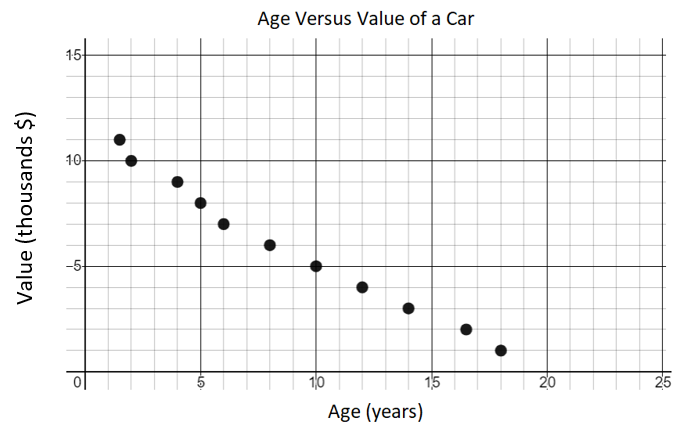 Age Versus Value of a Car
15
10
5
Value (thousands $)
0 5 10 15 20 25
Age (years)